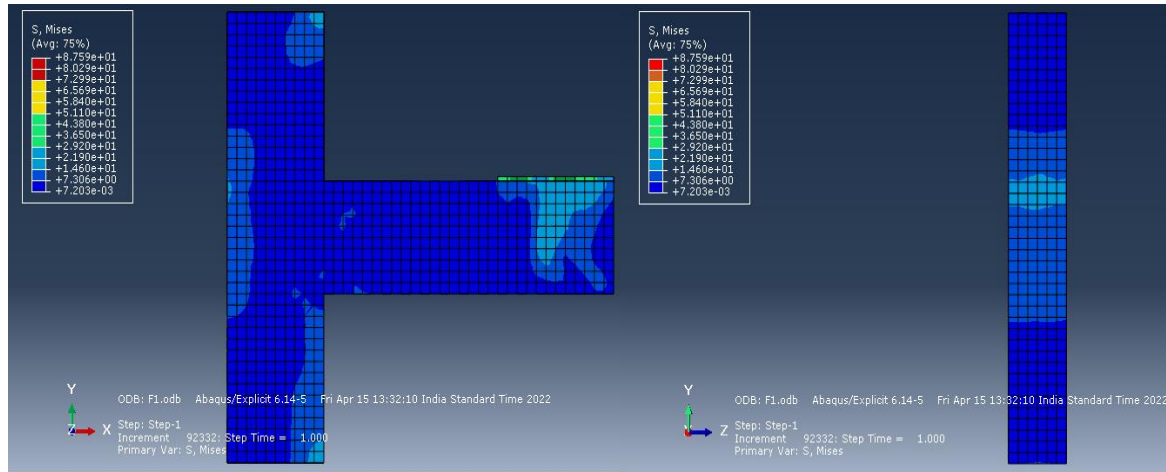 S, Mises
(Avg: 75%)
+8.759e+01
+8.029e+01
+7.299e+01
+6.569e+01
+5.840e+01
+5.110e+01
+4.380e+01
+3.650e+01
+2.920e+01
+2.190e+01
+1.460e+01
+7.306e+00
+7.203e-03
Y
Z
X
ODB: F1.odb Abaqus/Explicit 6.14-5 Fri Apr 15 13:32:10 India Standard Time 2022
Step: Step-1
Increment 92332: Step Time = 1.000
Primary Var: S, Mises
S, Mises
(Avg: 75%)
+8.759e+01
+8.029e+01
+7.299e+01
+6.569e+01
+5.840e+01
+5.110e+01
+4.380e+01
+3.650e+01
+2.920e+01
+2.190e+01
+1.460e+01
+7.306e+00
+7.203e-03
Y
Z
ODB: F1.odb Abaqus/Explicit 6.14-5 Fri Apr 15 13:32:10 India Standard Time 2022
Step: Step-1
Increment 92332: Step Time = 1.000
Primary Var: S, Mises